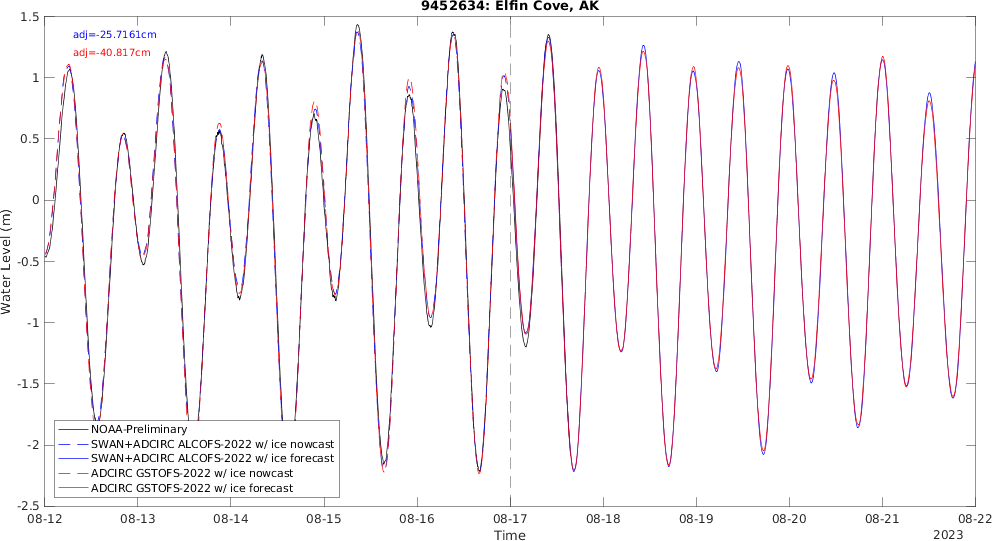 9452634: Elfin Cove, AK
adj=-25.7161cm
adj=-40.817cm
1.5
1
0.5
0
-0.5
-1
-1.5
-2
-2.5
Water Level (m)
NOAA-Preliminary
SWAN+ADCIRC ALCOFS-2022 w/ ice nowcast
SWAN+ADCIRC ALCOFS-2022 w/ ice forecast
ADCIRC GSTOFS-2022 w/ ice nowcast
ADCIRC GSTOFS-2022 w/ ice forecast
08-12 08-13 08-14 08-15 08-16 08-17 08-18 08-19 08-20 08-21 08-22
Time
2023